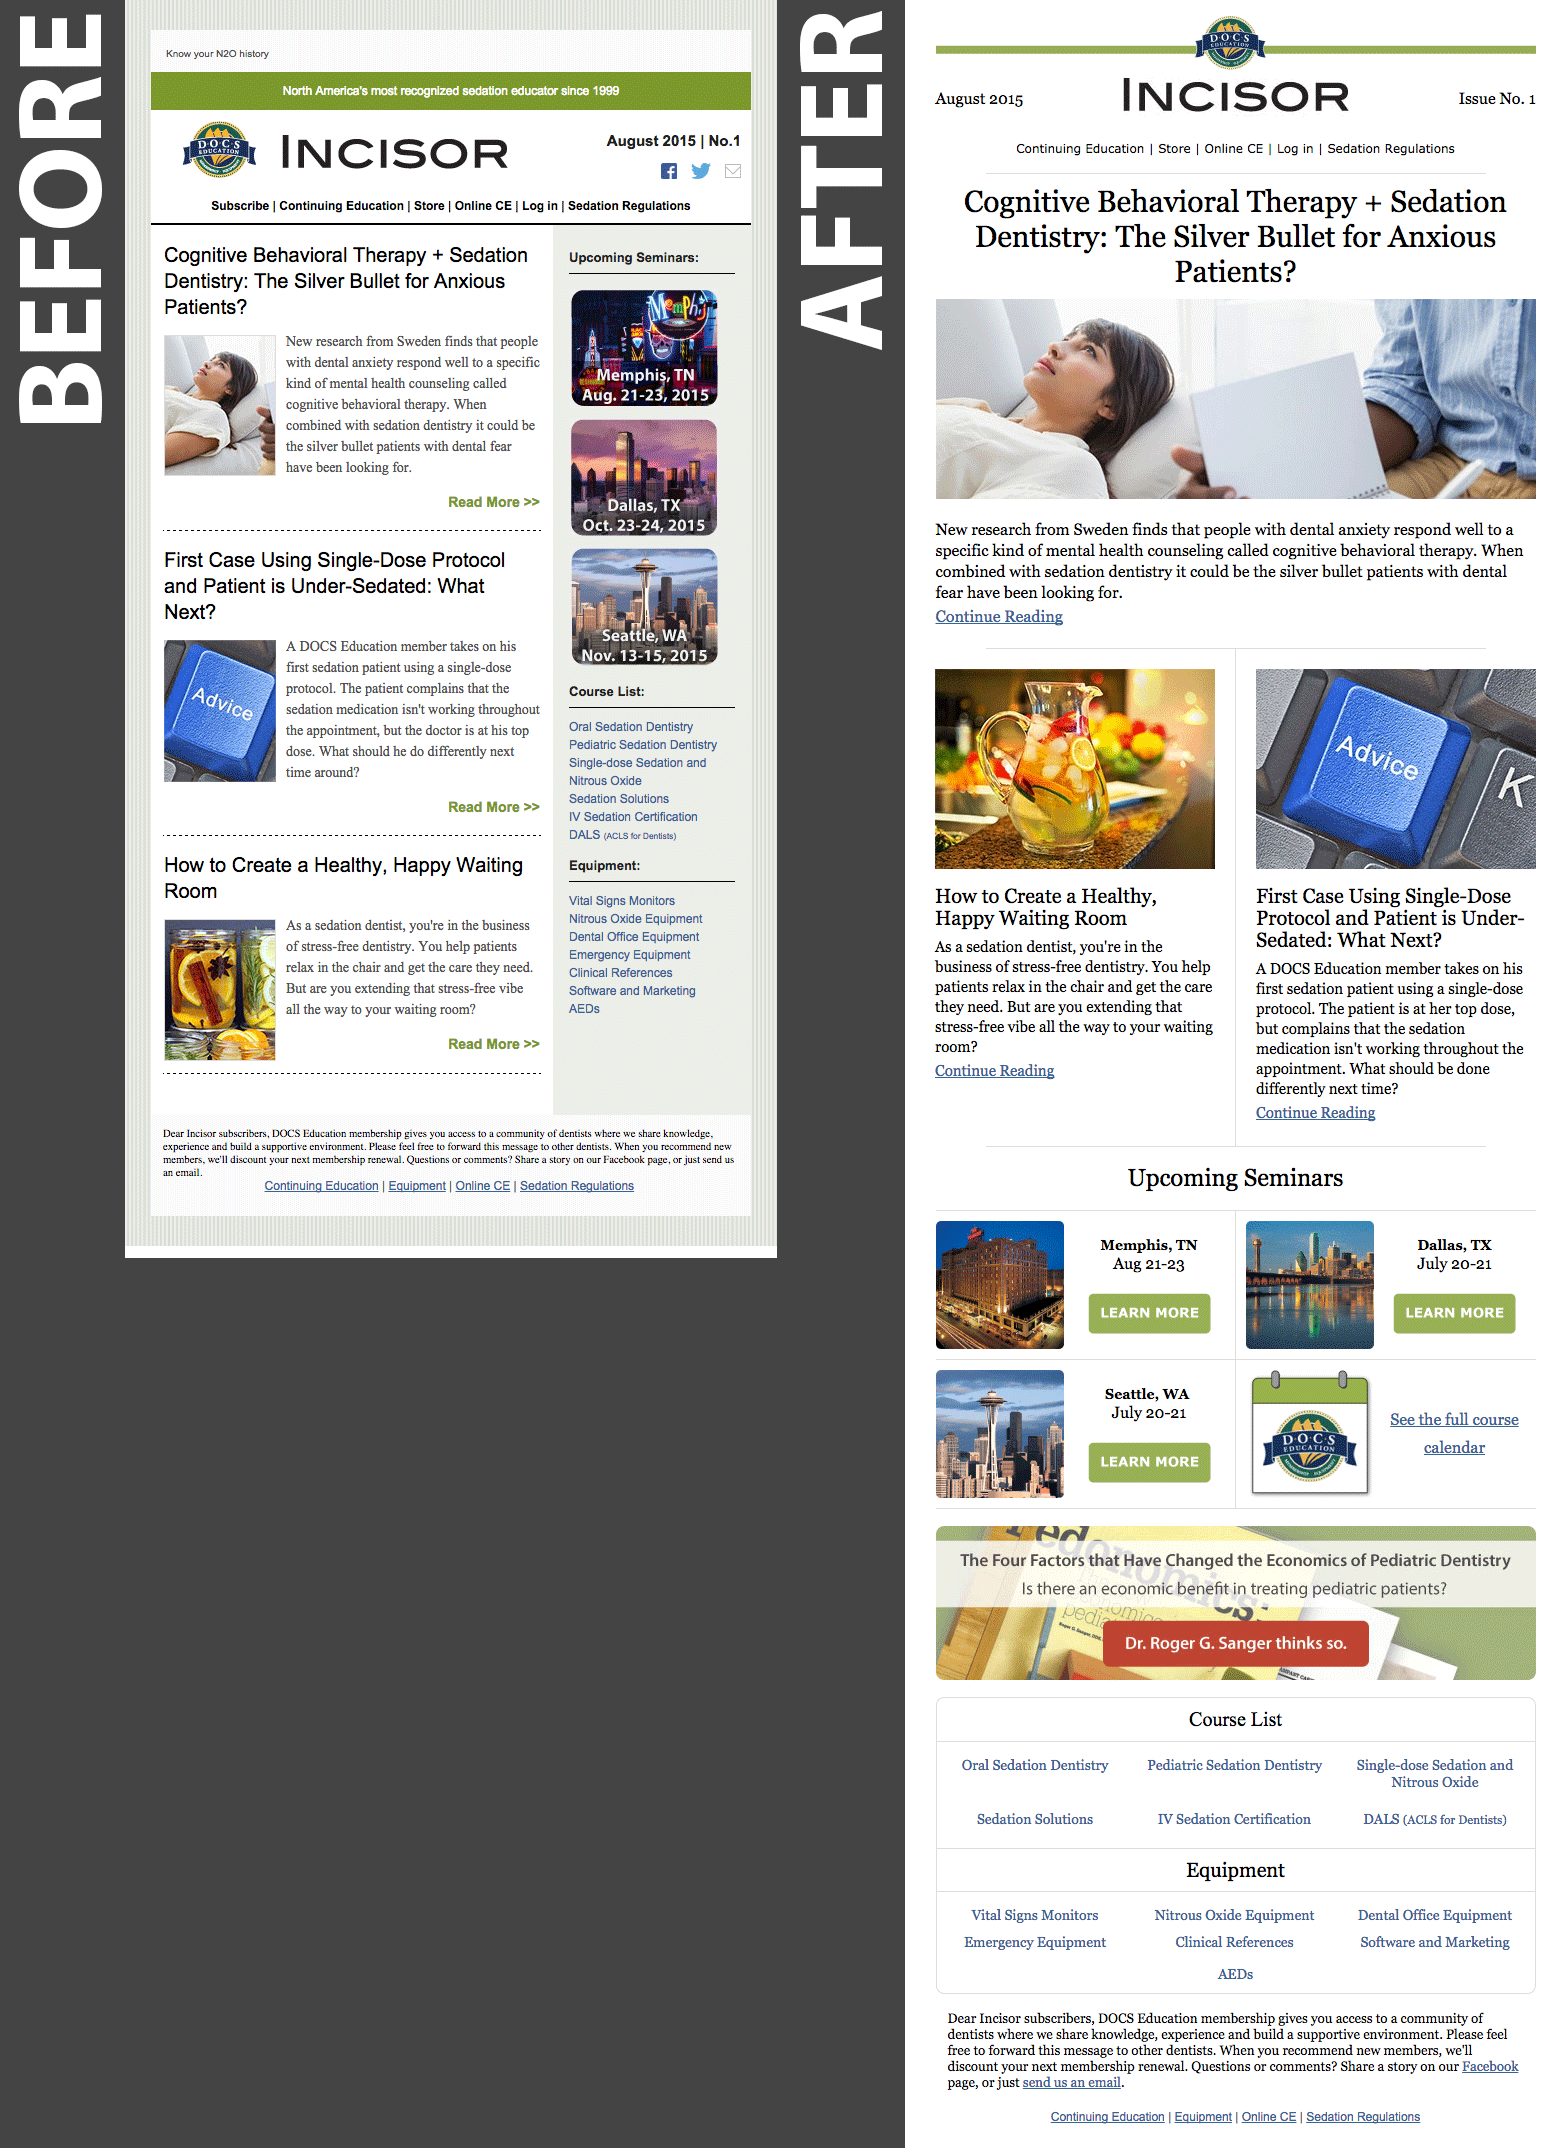 BEFORE
Know your N2O history
North America's most recognized sedation educator since 1999
DOCS
EDUCATION
INCISOR
August 2015 | No.1
Subscribe | Continuing Education | Store | Online CE | Log in | Sedation Regulations
Cognitive Behavioral Therapy + Sedation
Dentistry: The Silver Bullet for Anxious
Patients?
New research from Sweden finds that people
with dental anxiety respond well to a specific
kind of mental health counseling called
cognitive behavioral therapy. When
combined with sedation dentistry it could be
the silver bullet patients with dental fear
have been looking for.
Read More >>
First Case Using Single-Dose Protocol
and Patient is Under-Sedated: What
Next?
Advice
A DOCS Education member takes on his
first sedation patient using a single-dose
protocol. The patient complains that the
sedation medication isn't working throughout
the appointment, but the doctor is at his top
dose. What should he do differently next
time around?
Read More >>
How to Create a Healthy, Happy Waiting
Room
As a sedation dentist, you're in the business
of stress-free dentistry. You help patients
relax in the chair and get the care they need.
But are you extending that stress-free vibe
all the way to your waiting room?
Read More >>
Upcoming Seminars:
Memphis
Memphis, TN
Aug. 21-23, 2015
Dallas, TX
Oct. 23-24, 2015
Seattle, WA
Nov. 13-15, 2015
Course List:
Oral Sedation Dentistry
Pediatric Sedation Dentistry
Single-dose Sedation and
Nitrous Oxide
Sedation Solutions
IV Sedation Certification
DALS (ACLS for Dentists)
Equipment:
Vital Signs Monitors
Nitrous Oxide Equipment
Dental Office Equipment
Emergency Equipment
Clinical References
Software and Marketing
AEDs
Dear Incisor subscribers, DOCS Education membership gives you access to a community of dentists where we share knowledge,
experience and build a supportive environment. Please feel free to forward this message to other dentists. When you recommend new
members, we'll discount your next membership renewal. Questions or comments? Share a story on our Facebook page, or just send us
an email.
Continuing Education | Equipment | Online CE | Sedation Regulations
AFTER
DOCS
EDUCATION
August 2015
INCISOR
Issue No. 1
Continuing Education | Store | Online CE | Log in | Sedation Regulations
Cognitive Behavioral Therapy + Sedation
Dentistry: The Silver Bullet for Anxious
Patients?
New research from Sweden finds that people with dental anxiety respond well to a
specific kind of mental health counseling called cognitive behavioral therapy. When
combined with sedation dentistry it could be the silver bullet patients with dental
fear have been looking for.
Continue Reading
How to Create a Healthy,
Happy Waiting Room
As a sedation dentist, you're in the
business of stress-free dentistry. You help
patients relax in the chair and get the care
they need. But are you extending that
stress-free vibe all the way to your waiting
room?
Continue Reading
Advice
K
First Case Using Single-Dose
Protocol and Patient is Under-
Sedated: What Next?
A DOCS Education member takes on his
first sedation patient using a single-dose
protocol. The patient is at her top dose,
but complains that the sedation
medication isn't working throughout the
appointment. What should be done
differently next time?
Continue Reading
Upcoming Seminars
Memphis, TN
Aug 21-23
LEARN MORE
Dallas, TX
July 20-21
LEARN MORE
Seattle, WA
July 20-21
LEARN MORE
DOCS
EDUCATION
See the full course
calendar
Pedonomics:
The Four Factors that Have Changed the Economics of Pediatric Dentistry
Is there an economic benefit in treating pediatric patients?
Dr. Roger G. Sanger thinks so.
Course List
Oral Sedation Dentistry
Pediatric Sedation Dentistry
Single-dose Sedation and
Nitrous Oxide
Sedation Solutions
IV Sedation Certification
DALS (ACLS for Dentists)
Equipment
Vital Signs Monitors
Nitrous Oxide Equipment
Dental Office Equipment
Emergency Equipment
Clinical References
Software and Marketing
AEDs
Dear Incisor subscribers, DOCS Education membership gives you access to a community of
dentists where we share knowledge, experience and build a supportive environment. Please feel
free to forward this message to other dentists. When you recommend new members, we'll
discount your next membership renewal. Questions or comments? Share a story on our Facebook
page, or just send us an email.
Continuing Education | Equipment | Online CE | Sedation Regulations